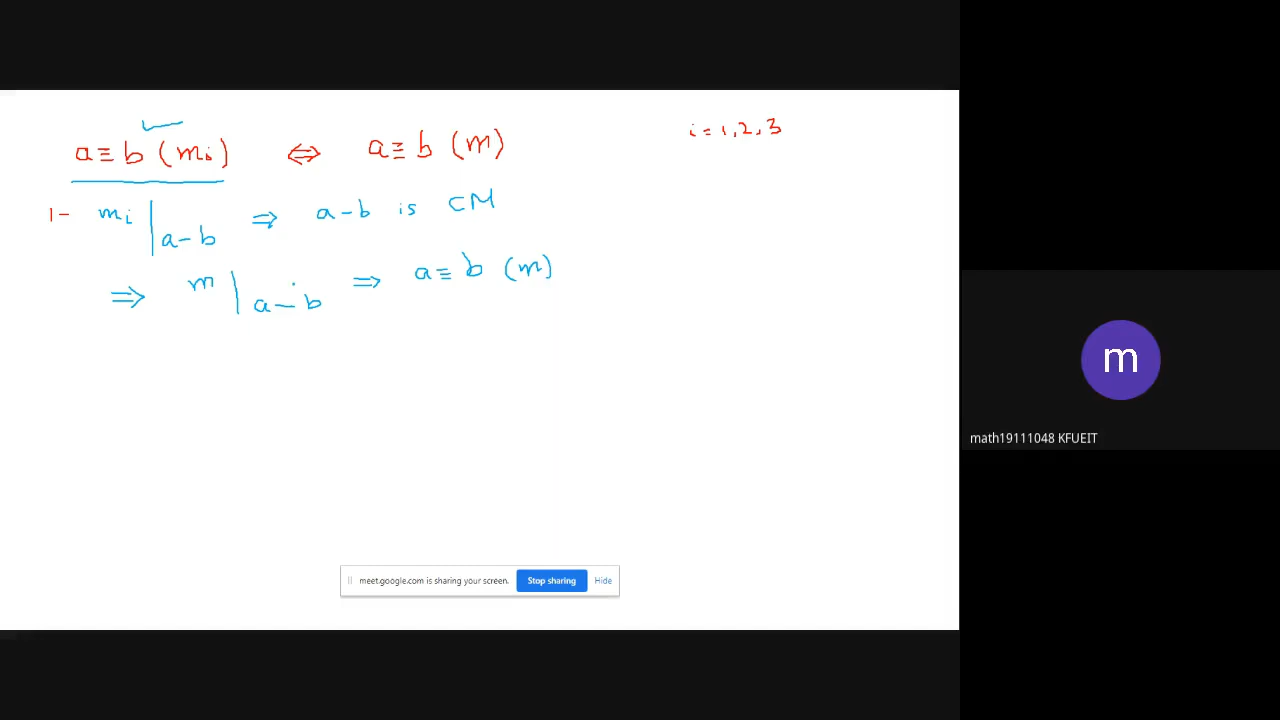 i = 1, 2, 3
a ≡ b (mi) ⇔ a ≡ b (m)
1- mi | a-b ⇒ a-b is CM
⇒ m | a-b ⇒ a ≡ b (m)
m
math19111048 KFUEIT
meet.google.com is sharing your screen. Stop sharing Hide